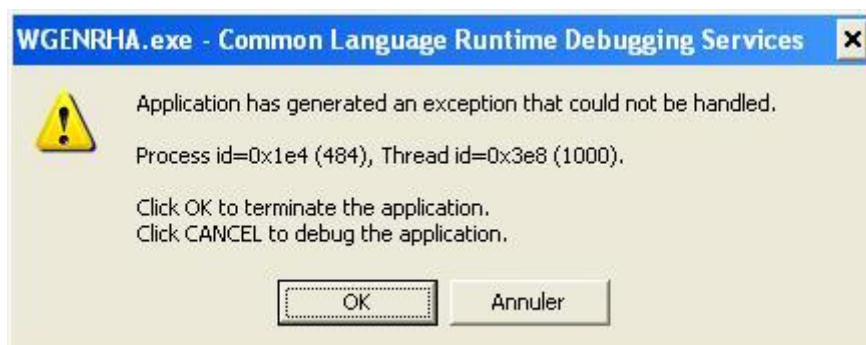 WGENRHA.exe - Common Language Runtime Debugging Services
Application has generated an exception that could not be handled.
Process id=0x1e4 (484), Thread id=0x3e8 (1000).
Click OK to terminate the application.
Click CANCEL to debug the application.
OK
Annuler